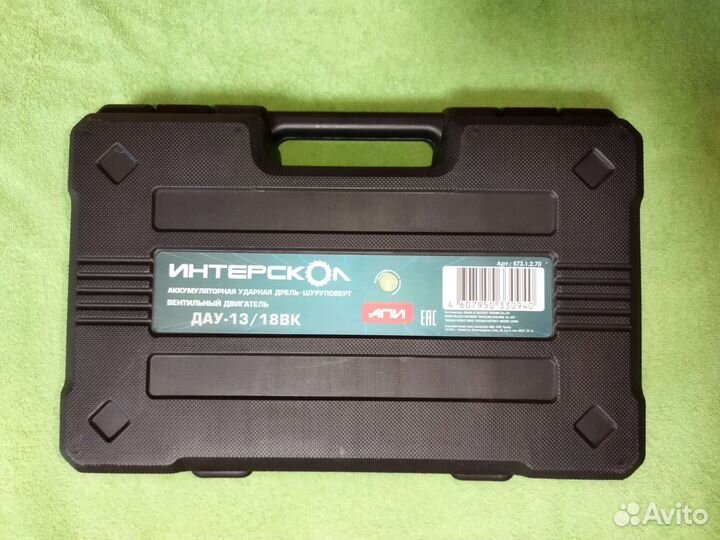 ИНТЕРСКОЛ
АККУМУЛЯТОРНАЯ УДАРНАЯ ДРЕЛЬ-ШУРУПОВЕРТ
ВЕНТИЛЬНЫЙ ДВИГАТЕЛЬ
ДАУ-13/18ВК
АПИ
EAC
Арт.: 573.1.2.70
4 607950 330940
Avito